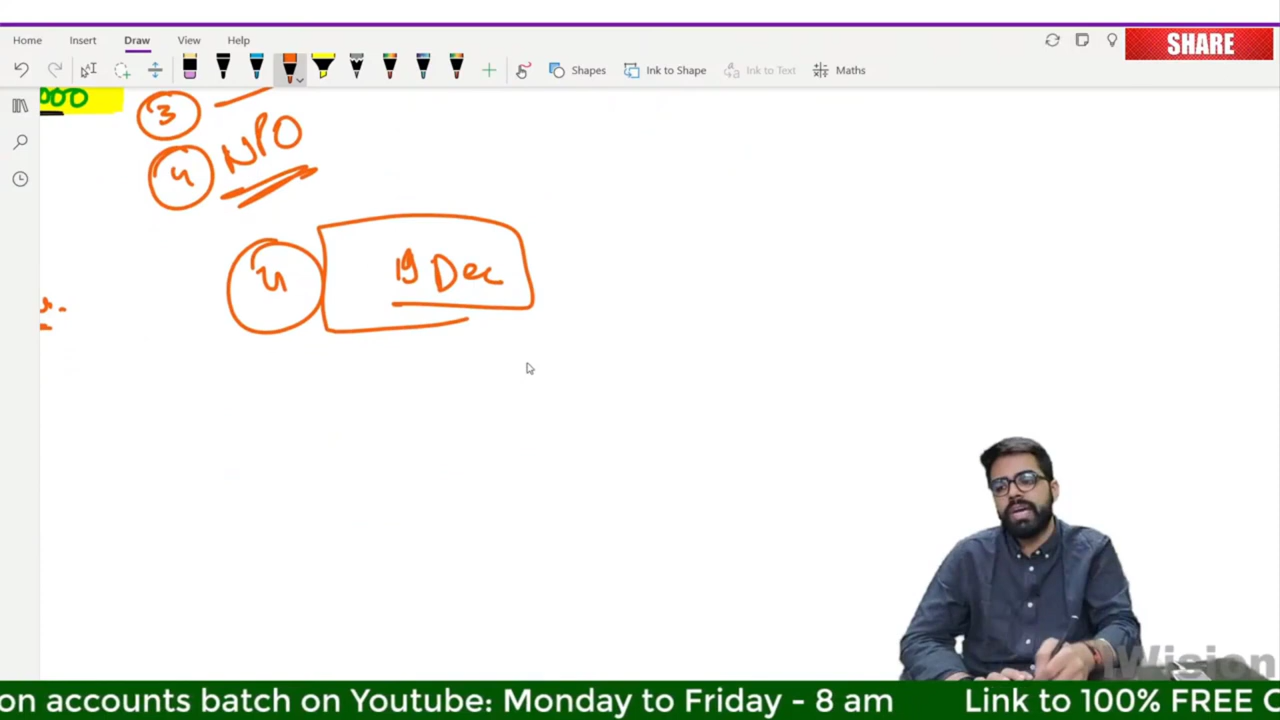 Home Insert Draw View Help
SHARE
Shapes Ink to Shape Ink to Text Maths
000
3
4 NPO
4 19 Dec
Wision
on accounts batch on Youtube: Monday to Friday - 8 am Link to 100% FREE C